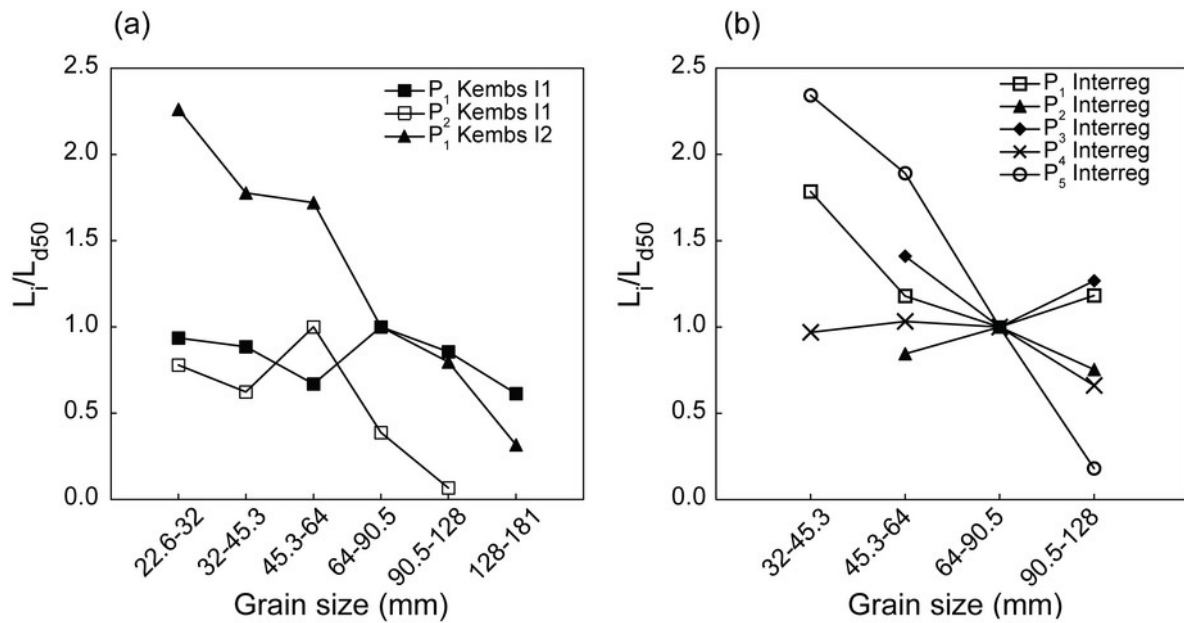 (a)
2.5
2.0
1.5
1.0
0.5
0.0
Li/Ld50
P1 Kembs I1
P2 Kembs I1
P1 Kembs I2
22.6-32
32-45.3
45.3-64
64-90.5
90.5-128
128-181
Grain size (mm)
(b)
2.5
2.0
1.5
1.0
0.5
0.0
Li/Ld50
P1 Interreg
P2 Interreg
P3 Interreg
P4 Interreg
P5 Interreg
32-45.3
45.3-64
64-90.5
90.5-128
Grain size (mm)